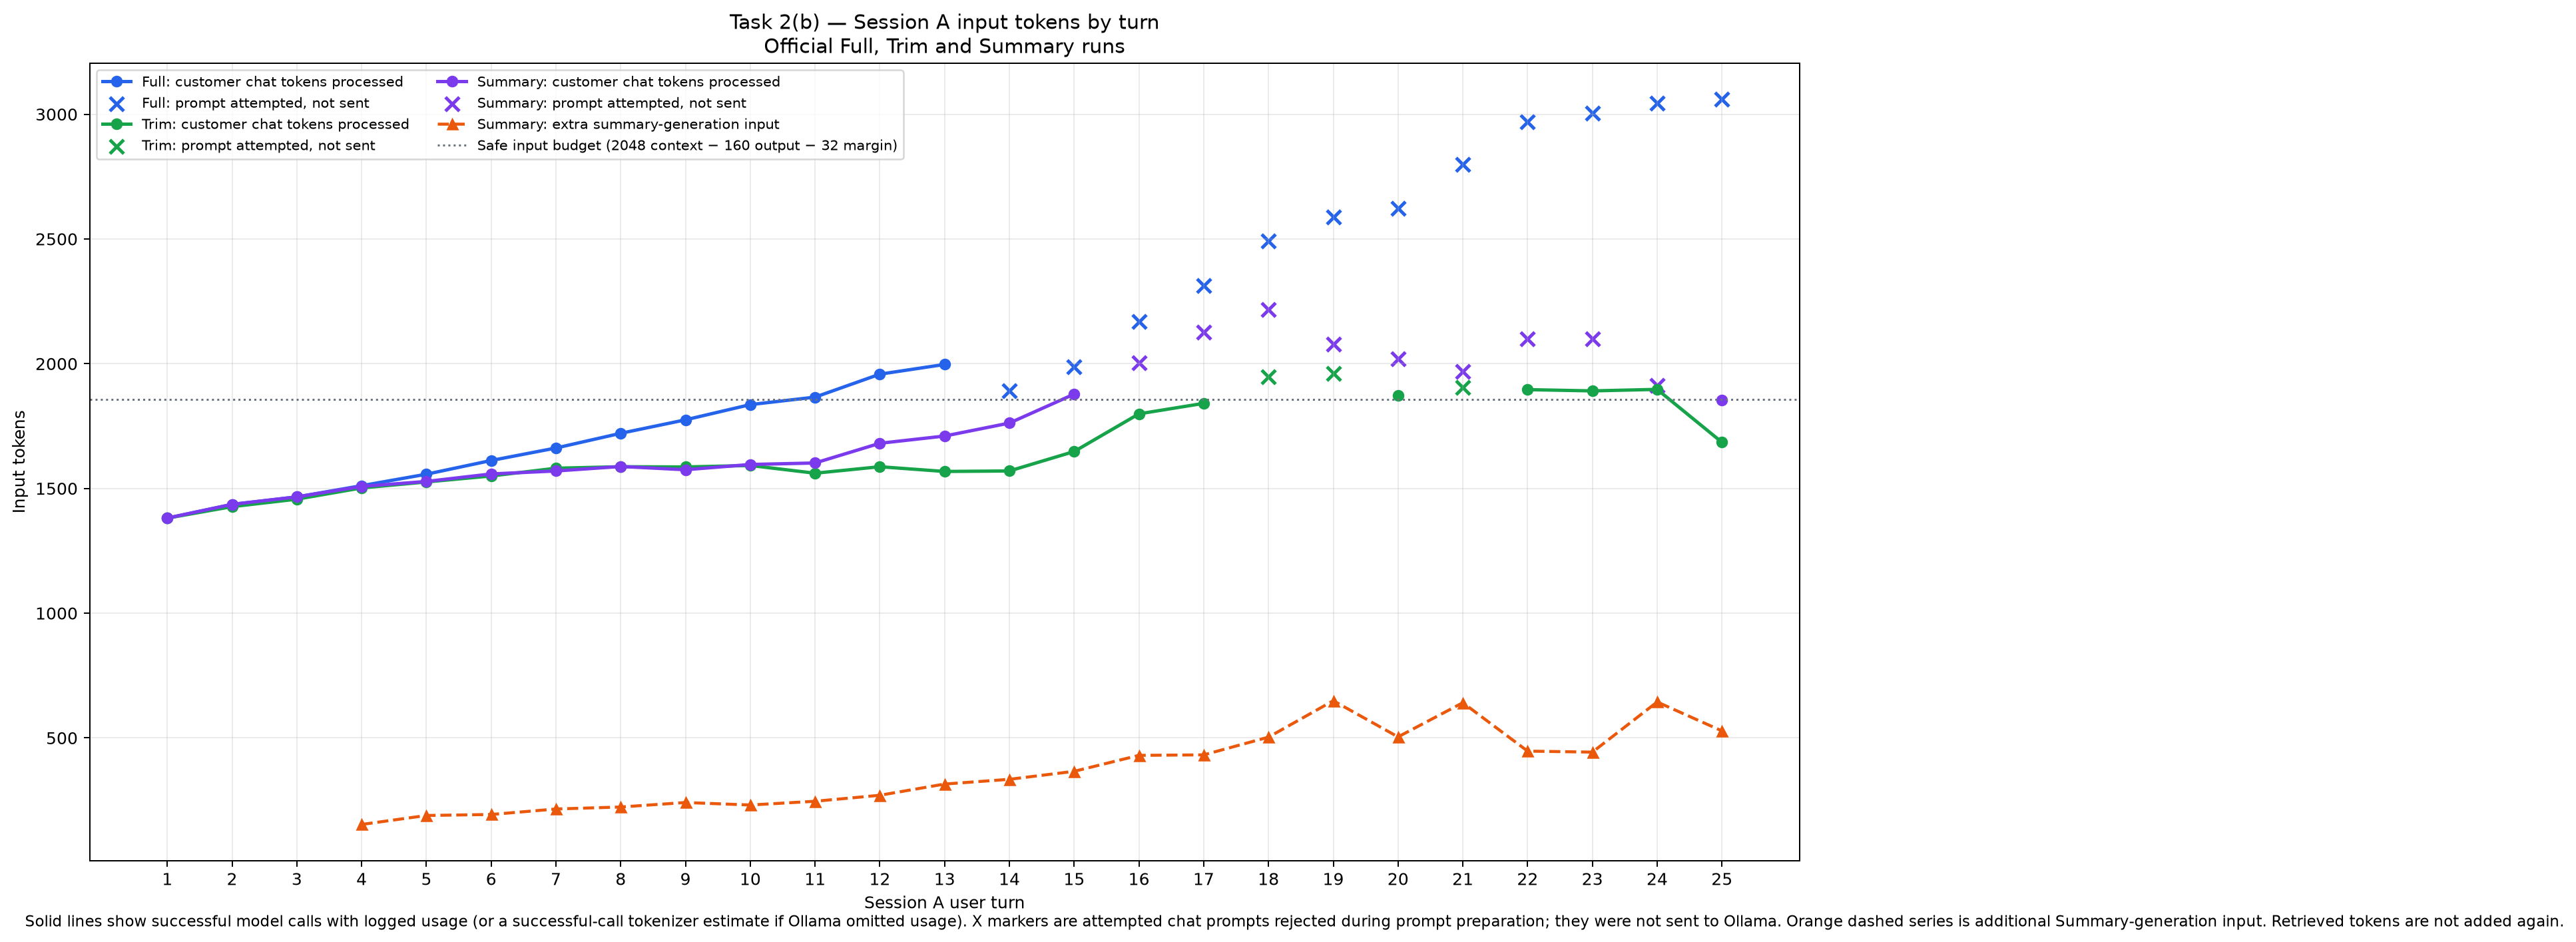 Task 2(b) — Session A input tokens by turn
Official Full, Trim and Summary runs
Full: customer chat tokens processed
Full: prompt attempted, not sent
Trim: customer chat tokens processed
Trim: prompt attempted, not sent
Summary: customer chat tokens processed
Summary: prompt attempted, not sent
Summary: extra summary-generation input
Safe input budget (2048 context − 160 output − 32 margin)
Input tokens
3000
2500
2000
1500
1000
500
1 2 3 4 5 6 7 8 9 10 11 12 13 14 15 16 17 18 19 20 21 22 23 24 25
Session A user turn
Solid lines show successful model calls with logged usage (or a successful-call tokenizer estimate if Ollama omitted usage). X markers are attempted chat prompts rejected during prompt preparation; they were not sent to Ollama. Orange dashed series is additional Summary-generation input. Retrieved tokens are not added again.